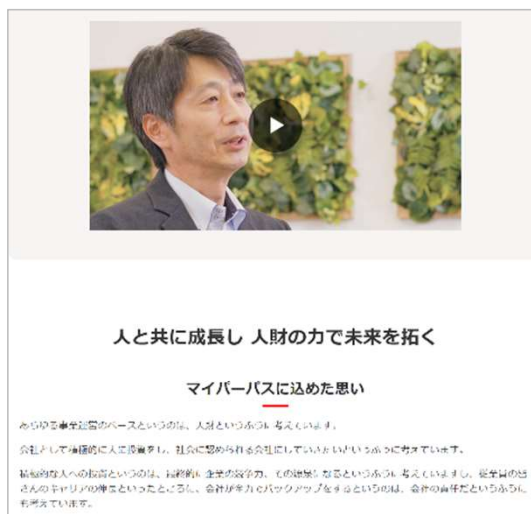 人と共に成長し 人財の力で未来を拓く
マイパーパスに込めた思い
あらゆる事業運営のベースというのは、人財というふうに考えています。
会社として積極的に人に投資をし、社会に認められる会社にしていきたいというふうに考えています。
積極的な人への投資というのは、最終的に企業の競争力、その源泉になるというふうに考えていますし、従業員の皆
さんのキャリアの伸長といったところに、会社が全力でバックアップをするというのは、会社の責任だというふうに
も考えています。